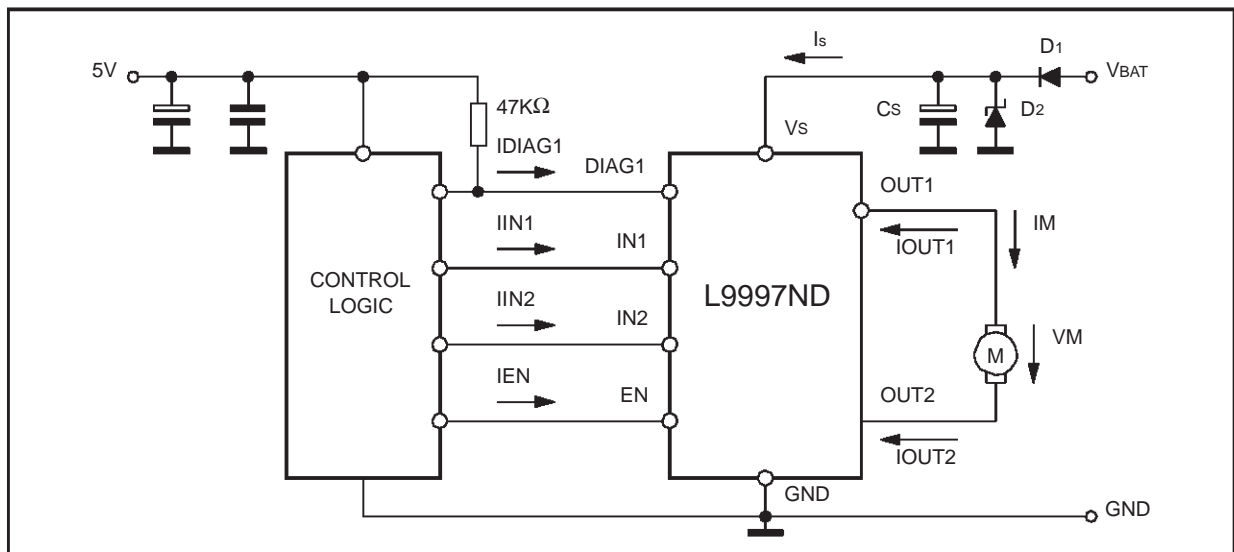 Is
D1
5V
VBAT
47KΩ
CS
D2
VS
IDIAG1
DIAG1
OUT1
IIN1
IN1
IM
IOUT1
CONTROL
LOGIC
L9997ND
IIN2
IN2
VM
M
IEN
EN
OUT2
IOUT2
GND
GND